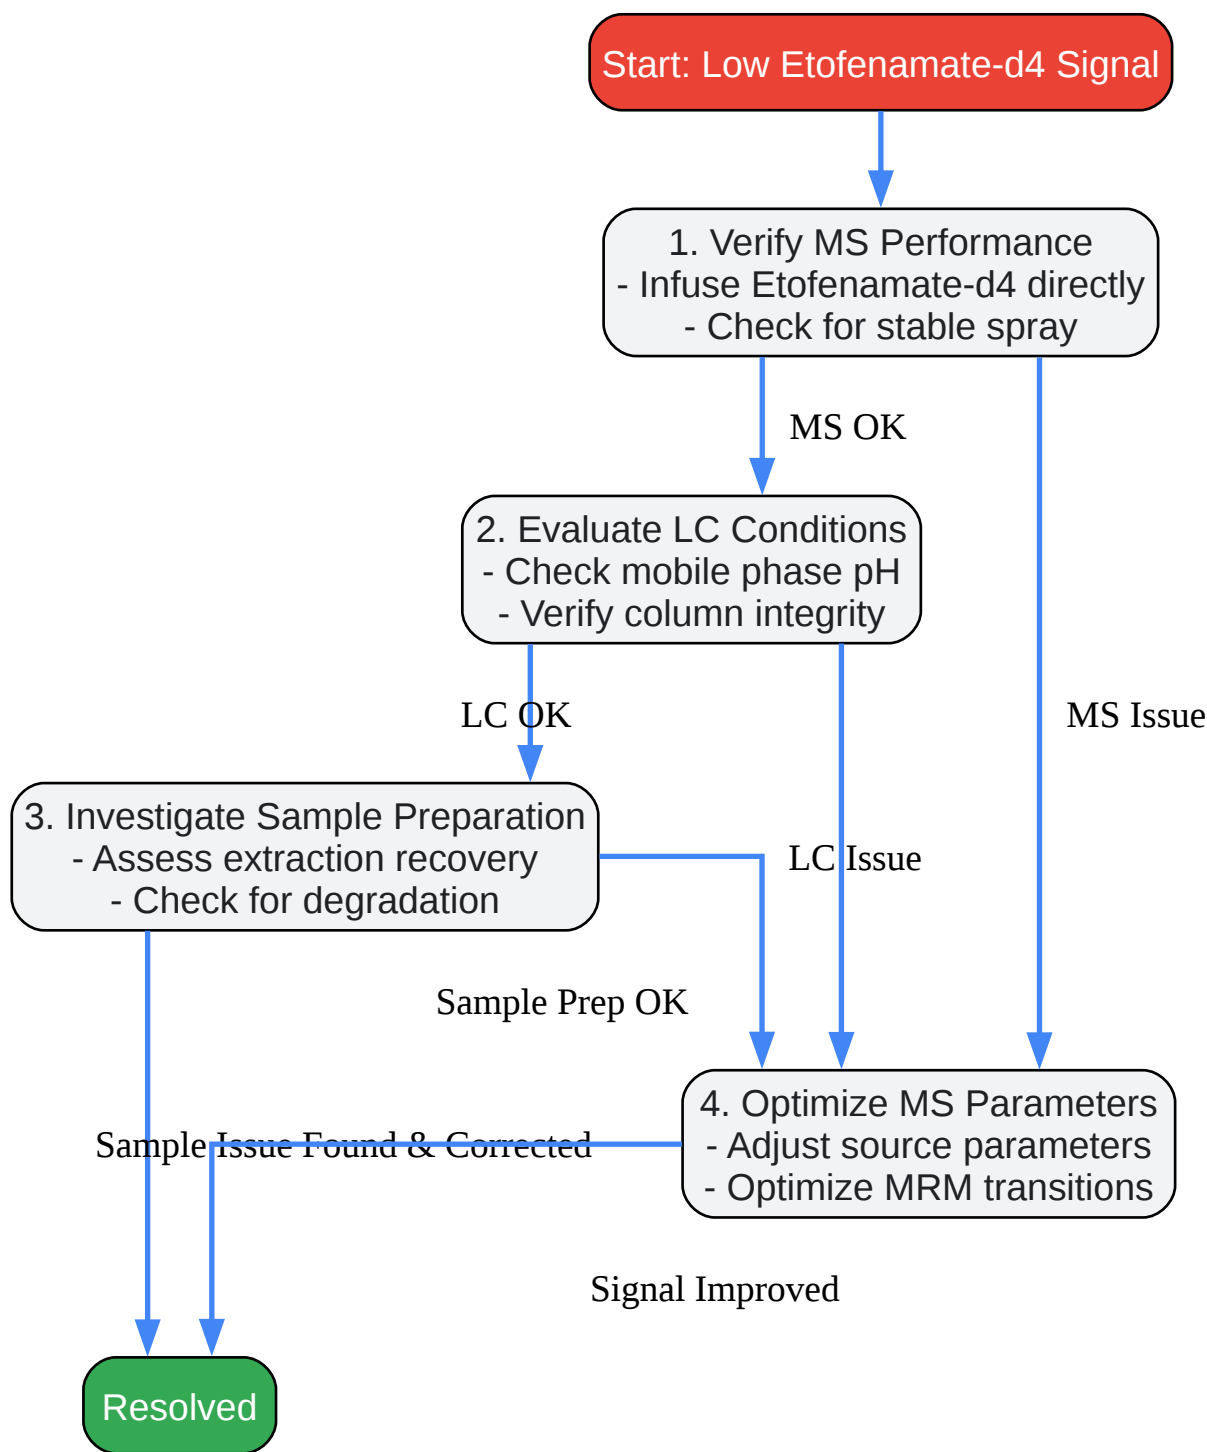 Start: Low Etofenamate-d4 Signal
1. Verify MS Performance
- Infuse Etofenamate-d4 directly
- Check for stable spray
MS OK
2. Evaluate LC Conditions
- Check mobile phase pH
- Verify column integrity
LC OK
MS Issue
3. Investigate Sample Preparation
- Assess extraction recovery
- Check for degradation
LC Issue
Sample Prep OK
4. Optimize MS Parameters
- Adjust source parameters
- Optimize MRM transitions
Sample Issue Found & Corrected
Signal Improved
Resolved